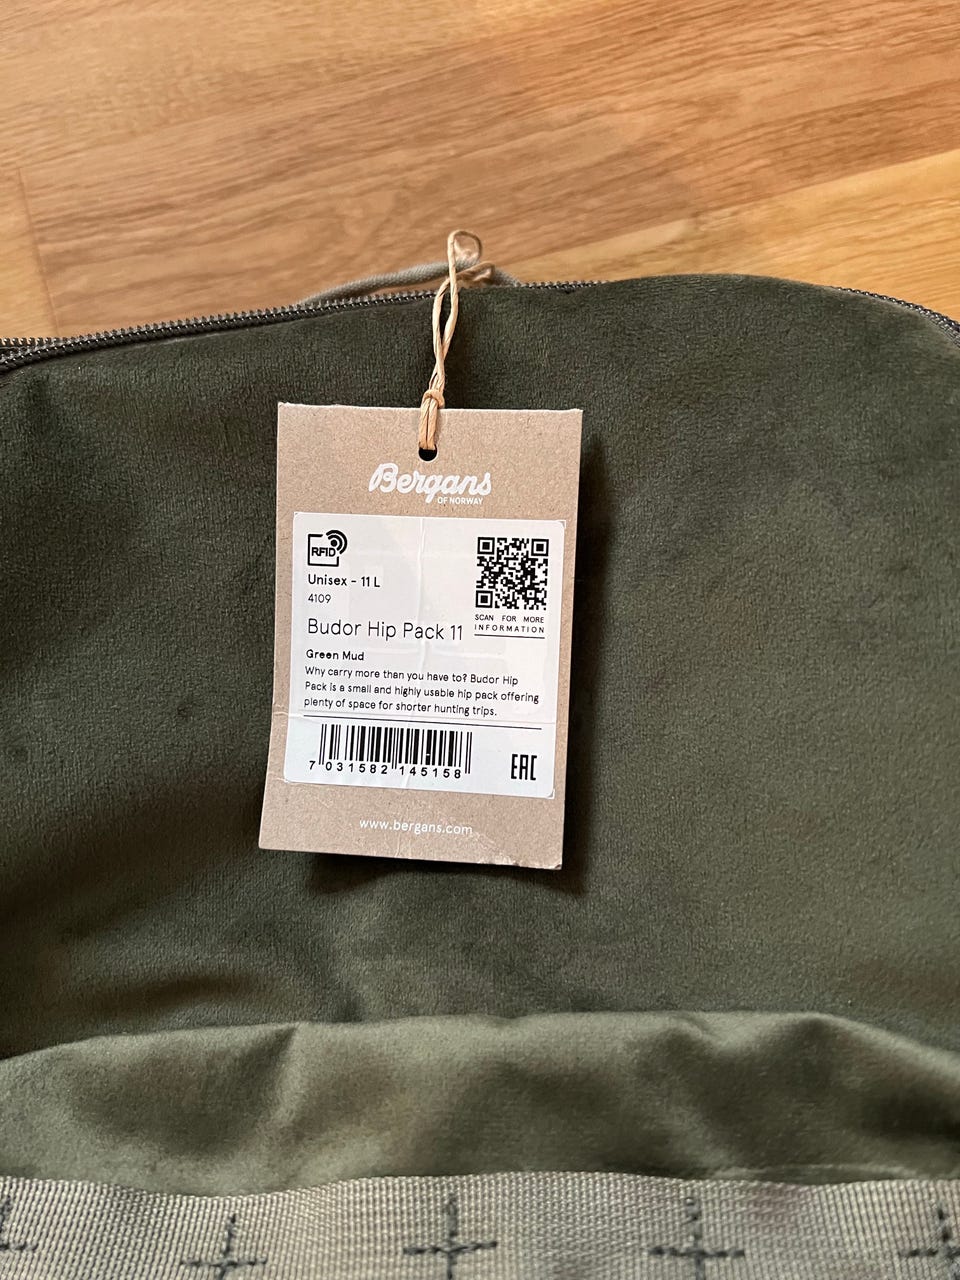 Bergans
OF NORWAY
RFID
Unisex - 11 L
4109
SCAN FOR MORE
INFORMATION
Budor Hip Pack 11
Green Mud
Why carry more than you have to? Budor Hip
Pack is a small and highly usable hip pack offering
plenty of space for shorter hunting trips.
7 031582 145158
EAC
www.bergans.com